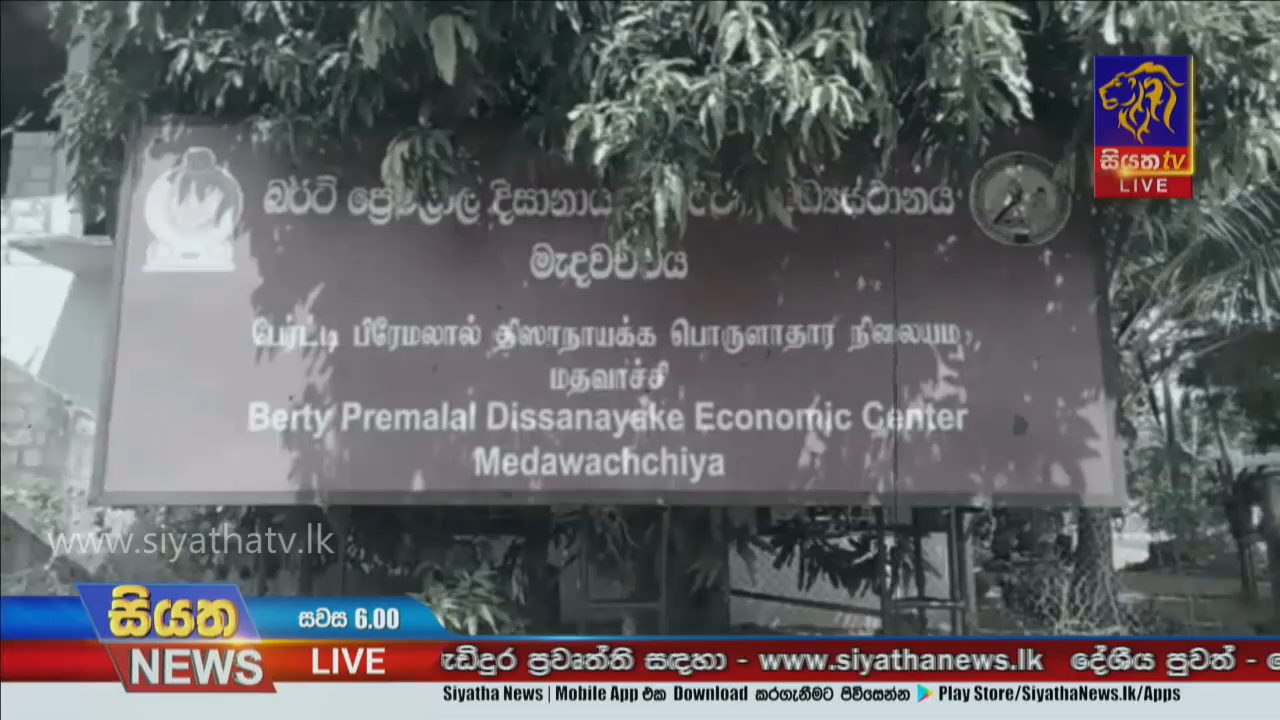 සියත tv
LIVE
බර්ටි ප්‍රේමලාල දිසානායක
මැදවච්චිය
பேர்ட்டி பிரேமலால் திஸாநாயக்க பொருளாதார நிலையம்,
மதவாச்சி
Berty Premalal Dissanayake Economic Center
Medawachchiya
www.siyathatv.lk
සියත
NEWS
සවස 6.00
LIVE
වැඩිදුර ප්‍රවෘත්ති සඳහා - www.siyathanews.lk දේශීය පුවත් -
Siyatha News | Mobile App එක Download කරගැනීමට පිවිසෙන්න Play Store/SiyathaNews.lk/Apps